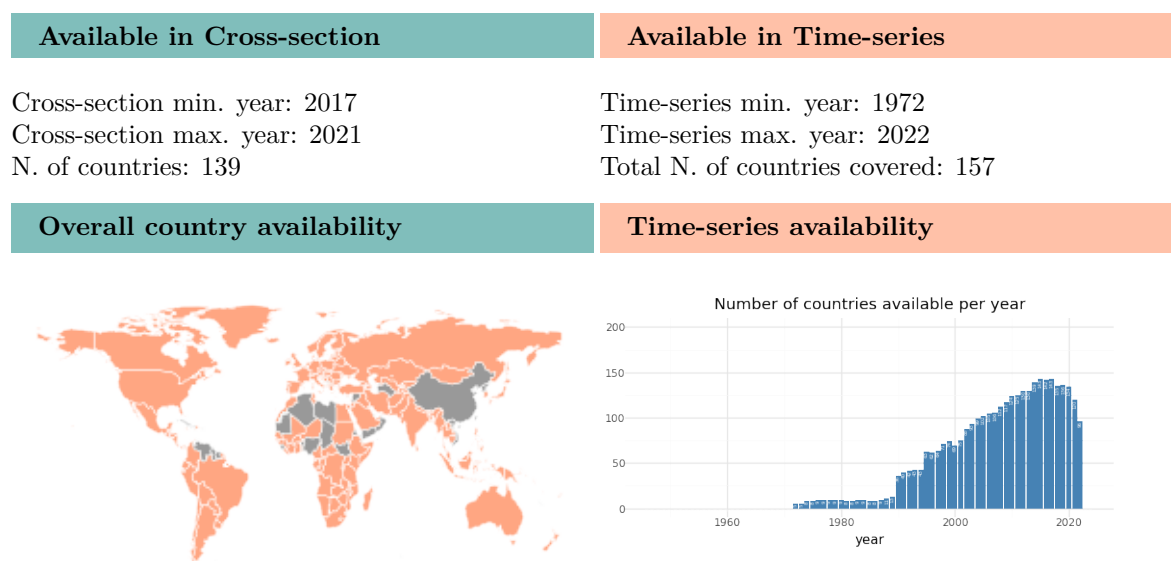 Available in Cross-section
Cross-section min. year: 2017
Cross-section max. year: 2021
N. of countries: 139
Available in Time-series
Time-series min. year: 1972
Time-series max. year: 2022
Total N. of countries covered: 157
Overall country availability
Time-series availability
Number of countries available per year
200
150
100
50
0
1960
1980
2000
2020
year